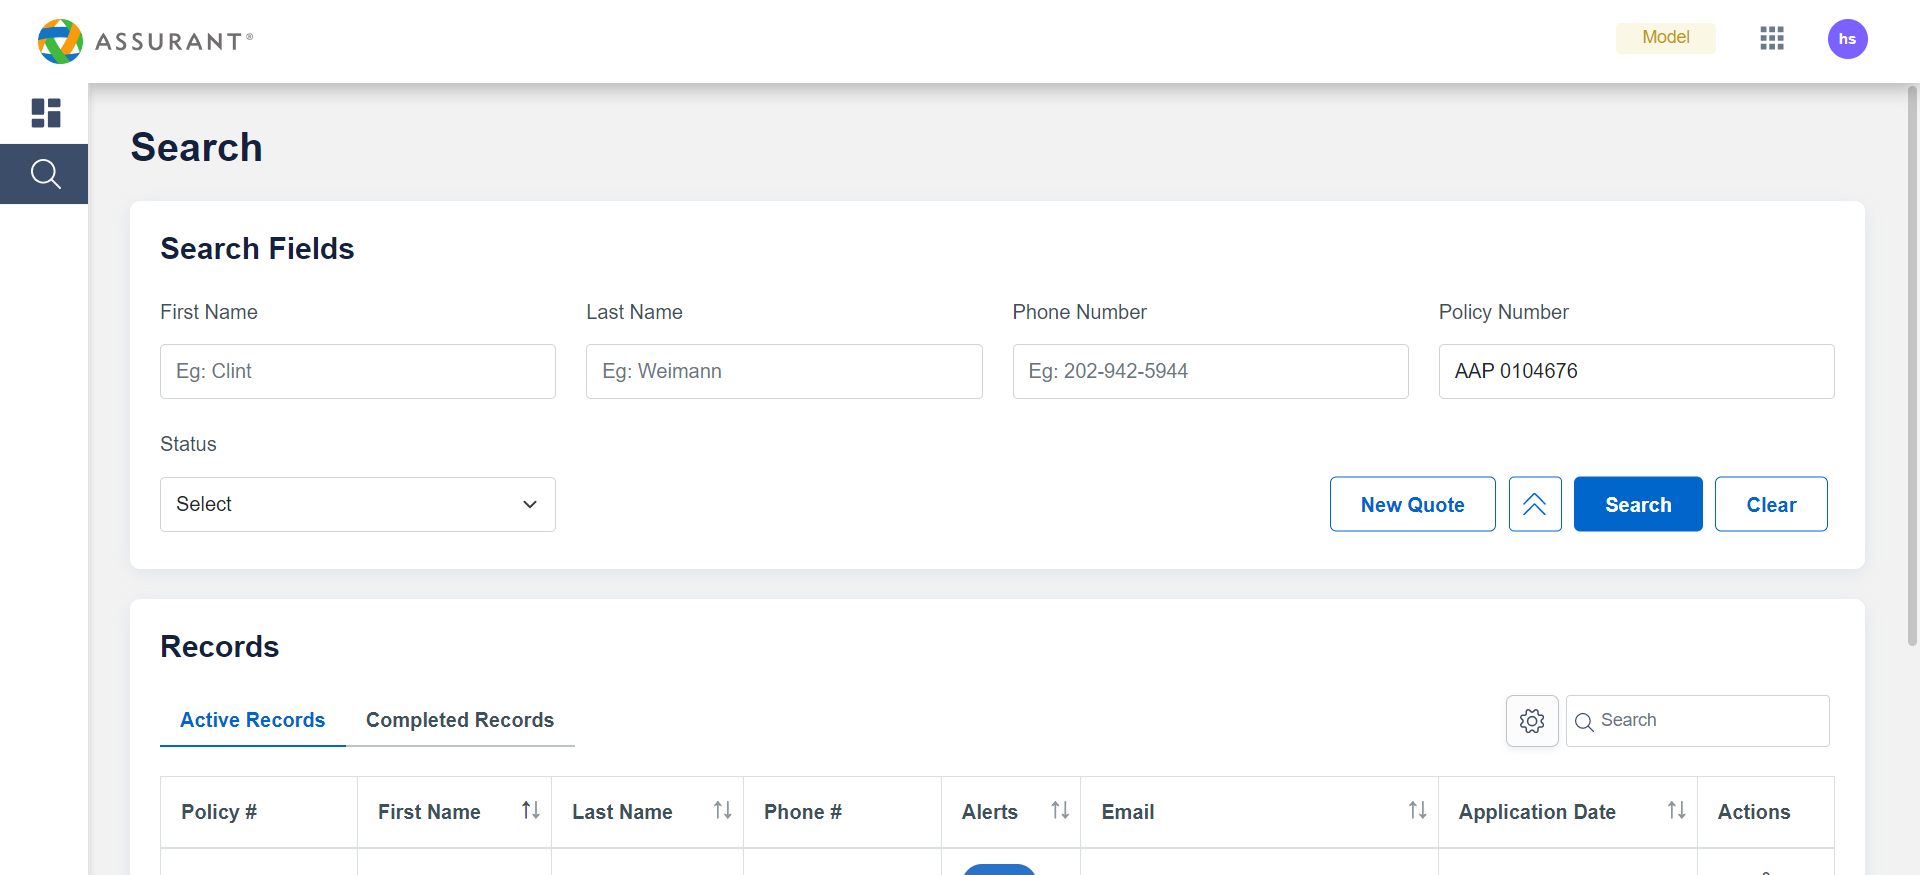 ASSURANT®
Model
hs
Search
Search Fields
First Name
Last Name
Phone Number
Policy Number
Eg: Clint
Eg: Weimann
Eg: 202-942-5944
AAP 0104676
Status
Select
New Quote
Search
Clear
Records
Active Records
Completed Records
Search
Policy #
First Name
Last Name
Phone #
Alerts
Email
Application Date
Actions